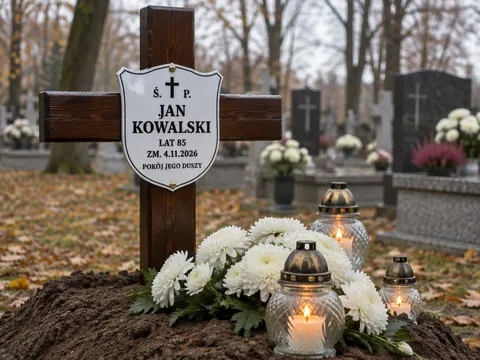 Ś. P.
JAN
KOWALSKI
LAT 85
ZM. 4.11.2026
POKÓJ JEGO DUSZY